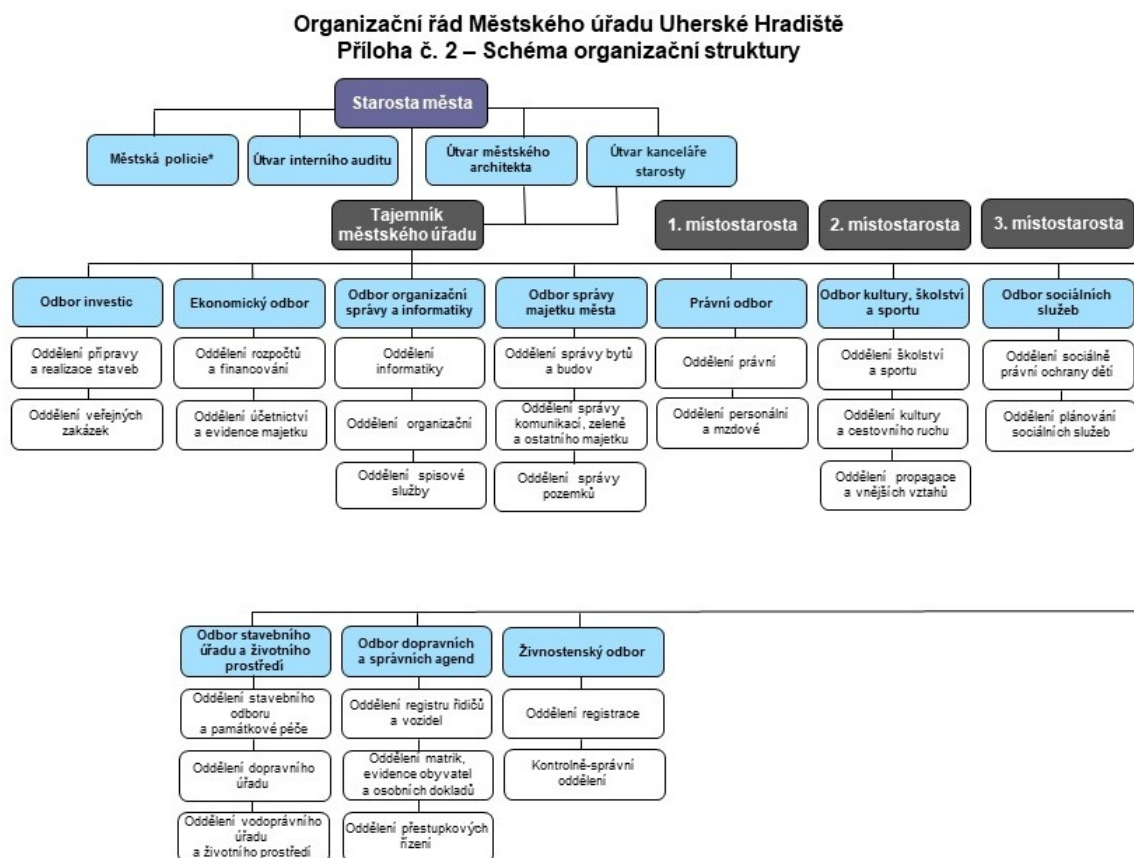 Organizační řád Městského úřadu Uherské Hradiště
Příloha č. 2 – Schéma organizační struktury
Starosta města
Městská policie*
Útvar interního auditu
Útvar městského
architekta
Útvar kanceláře
starosty
Tajemník
městského úřadu
1. místostarosta
2. místostarosta
3. místostarosta
Odbor investic
Ekonomický odbor
Odbor organizační
správy a informatiky
Odbor správy
majetku města
Právní odbor
Odbor kultury, školství
a sportu
Odbor sociálních
služeb
Oddělení přípravy
a realizace staveb
Oddělení rozpočtů
a financování
Oddělení
informatiky
Oddělení správy bytů
a budov
Oddělení právní
Oddělení školství
a sportu
Oddělení sociálně
právní ochrany dětí
Oddělení veřejných
zakázek
Oddělení účetnictví
a evidence majetku
Oddělení organizační
Oddělení správy
komunikací, zeleně
a ostatního majetku
Oddělení personální
a mzdové
Oddělení kultury
a cestovního ruchu
Oddělení plánování
sociálních služeb
Oddělení spisové
služby
Oddělení správy
pozemků
Oddělení propagace
a vnějších vztahů
Odbor stavebního
úřadu a životního
prostředí
Odbor dopravních
a správních agend
Živnostenský odbor
Oddělení stavebního
odboru
a památkové péče
Oddělení registru řidičů
a vozidel
Oddělení registrace
Oddělení dopravního
úřadu
Oddělení matrik,
evidence obyvatel
a osobních dokladů
Kontrolně-správní
oddělení
Oddělení vodoprávního
úřadu
a životního prostředí
Oddělení přestupkových
řízení